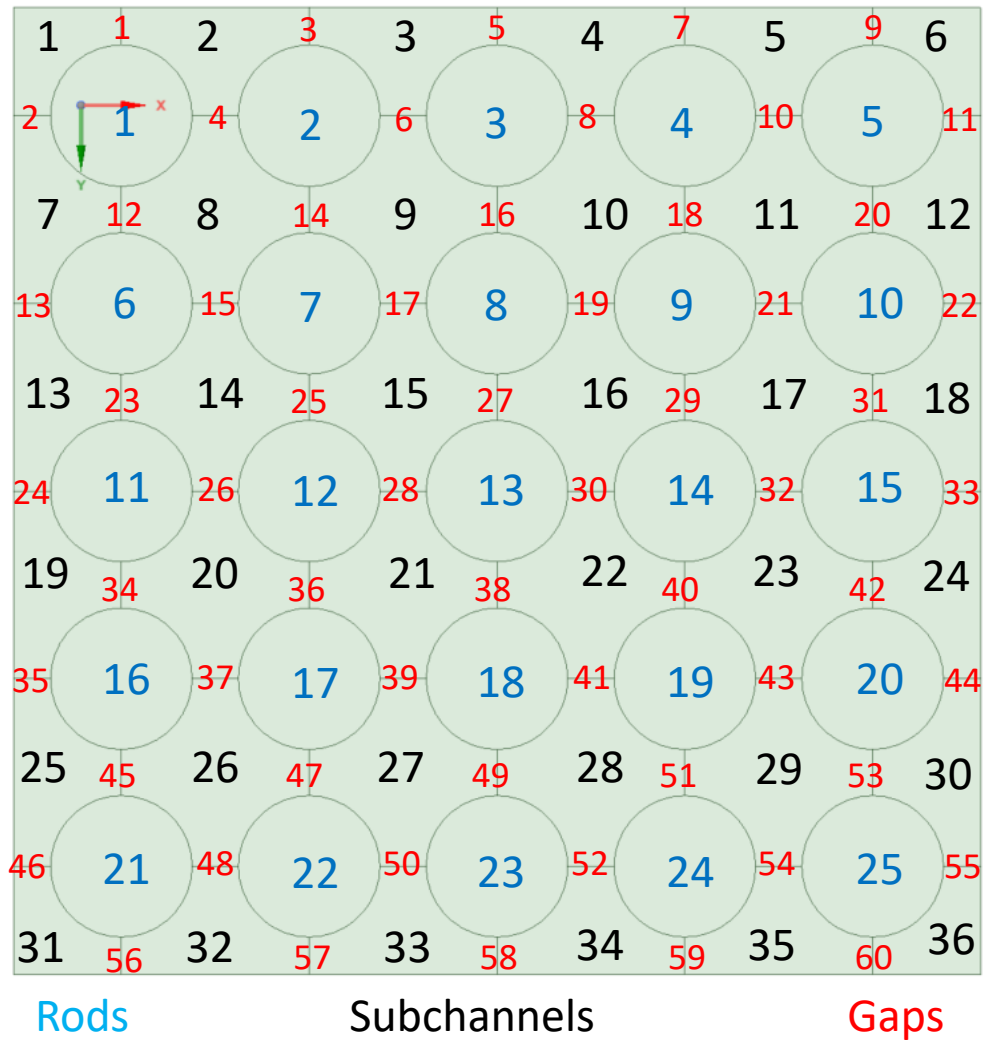 1 1 2 3 3 5 4 7 5 9 6
2 1 X 4 2 6 3 8 4 10 5 11
Y
7 12 8 14 9 16 10 18 11 20 12
13 6 15 7 17 8 19 9 21 10 22
13 23 14 25 15 27 16 29 17 31 18
24 11 26 12 28 13 30 14 32 15 33
19 34 20 36 21 38 22 40 23 42 24
35 16 37 17 39 18 41 19 43 20 44
25 45 26 47 27 49 28 51 29 53 30
46 21 48 22 50 23 52 24 54 25 55
31 56 32 57 33 58 34 59 35 60 36
Rods Subchannels Gaps